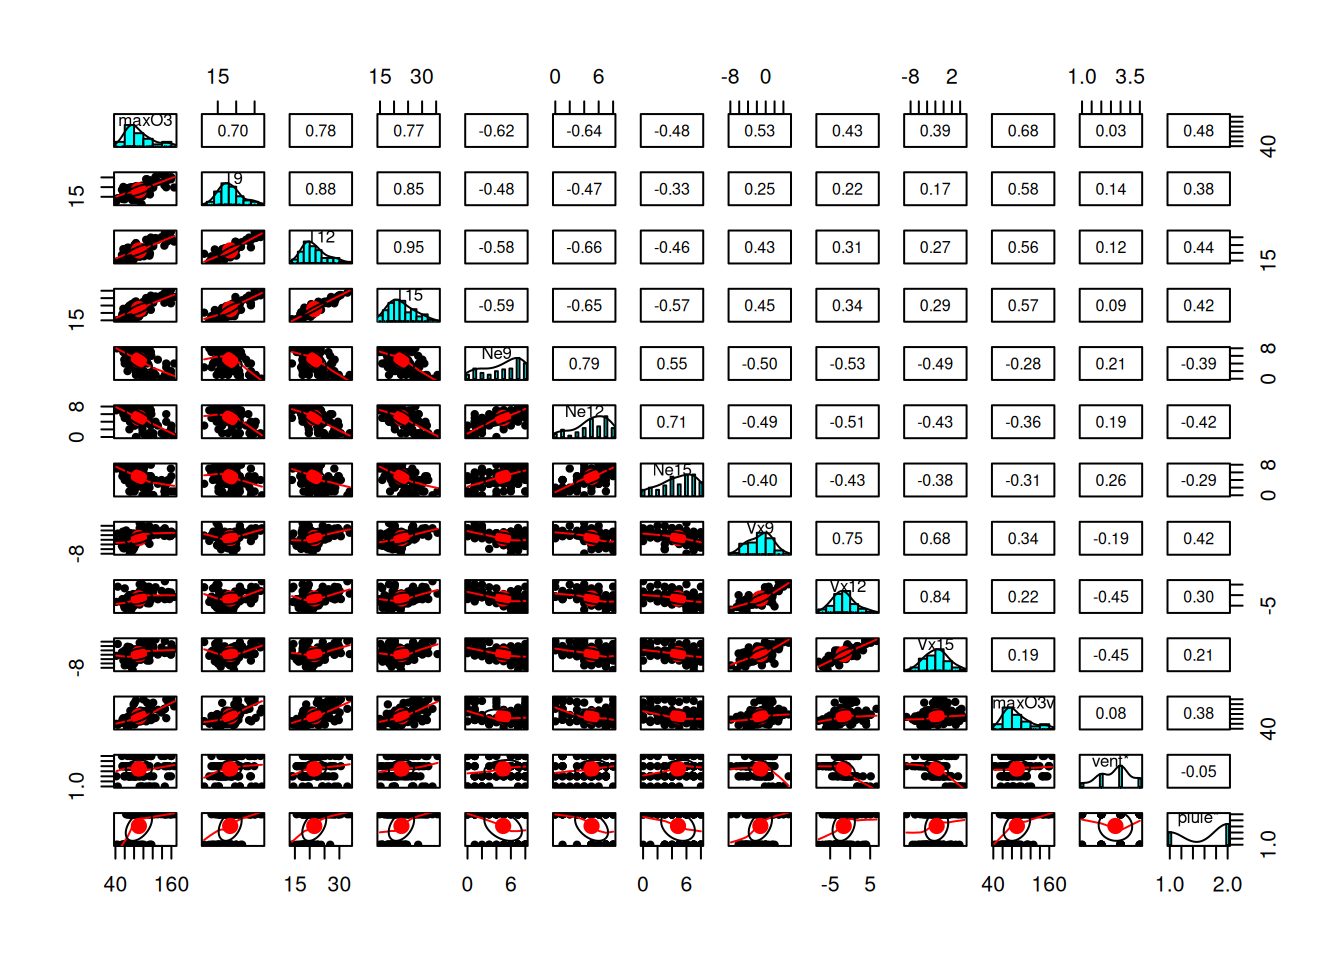 15 15 30 0 6 -8 0 -8 2 1.0 3.5
maxO3 0.70 0.78 0.77 -0.62 -0.64 -0.48 0.53 0.43 0.39 0.68 0.03 0.48 40
15 T9 0.88 0.85 -0.48 -0.47 -0.33 0.25 0.22 0.17 0.58 0.14 0.38
T12 0.95 -0.58 -0.66 -0.46 0.43 0.31 0.27 0.56 0.12 0.44 15
15 T15 -0.59 -0.65 -0.57 0.45 0.34 0.29 0.57 0.09 0.42
Ne9 0.79 0.55 -0.50 -0.53 -0.49 -0.28 0.21 -0.39 0 8
0 8 Ne12 0.71 -0.49 -0.51 -0.43 -0.36 0.19 -0.42
Ne15 -0.40 -0.43 -0.38 -0.31 0.26 -0.29 0 8
-8 Vx9 0.75 0.68 0.34 -0.19 0.42
Vx12 0.84 0.22 -0.45 0.30 -5
-8 Vx15 0.19 -0.45 0.21
maxO3v 0.08 0.38 40
1.0 vent* -0.05
pluie 1.0
40 160 15 30 0 6 0 6 -5 5 40 160 1.0 2.0